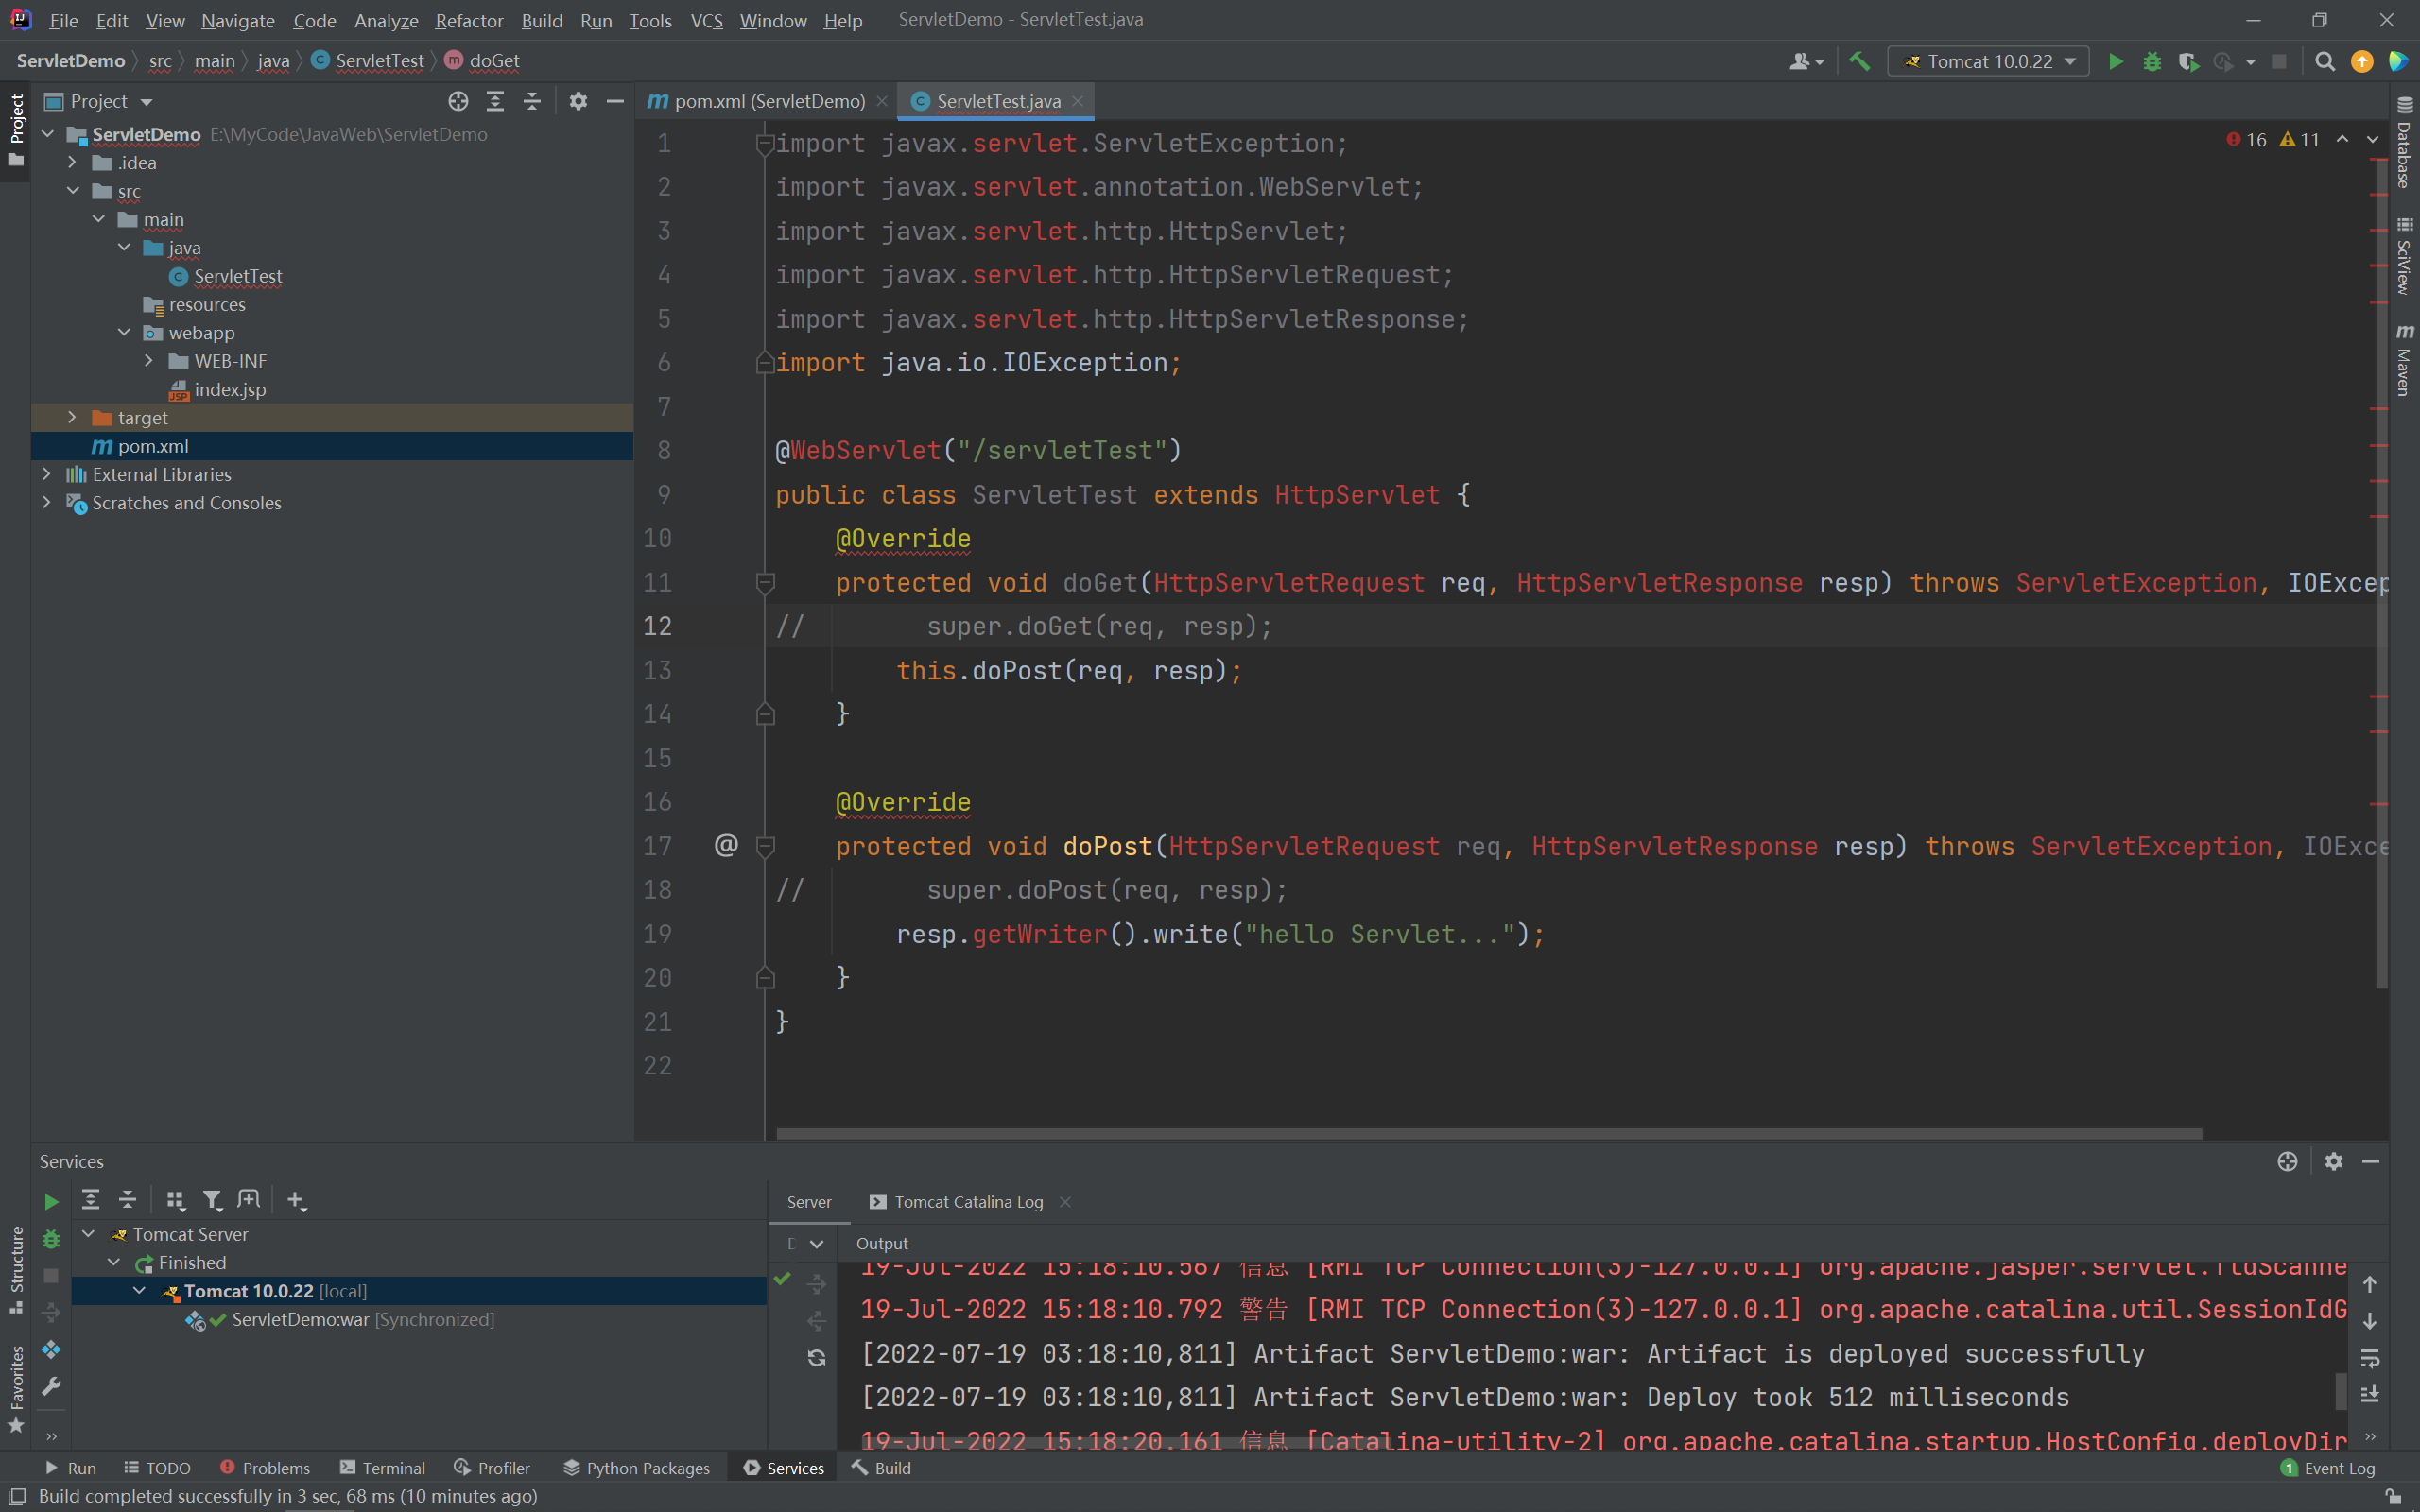 File Edit View Navigate Code Analyze Refactor Build Run Tools VCS Window Help ServletDemo - ServletTest.java
ServletDemo src main java ServletTest doGet
Tomcat 10.0.22
Project
pom.xml (ServletDemo)
ServletTest.java
Project
ServletDemo E:\MyCode\JavaWeb\ServletDemo
.idea
src
main
java
ServletTest
resources
webapp
WEB-INF
index.jsp
target
pom.xml
External Libraries
Scratches and Consoles
16 11
1 import javax.servlet.ServletException;
2 import javax.servlet.annotation.WebServlet;
3 import javax.servlet.http.HttpServlet;
4 import javax.servlet.http.HttpServletRequest;
5 import javax.servlet.http.HttpServletResponse;
6 import java.io.IOException;
7
8 @WebServlet("/servletTest")
9 public class ServletTest extends HttpServlet {
10 @Override
11 protected void doGet(HttpServletRequest req, HttpServletResponse resp) throws ServletException, IOExcep
12 // super.doGet(req, resp);
13 this.doPost(req, resp);
14 }
15
16 @Override
17 @ protected void doPost(HttpServletRequest req, HttpServletResponse resp) throws ServletException, IOExce
18 // super.doPost(req, resp);
19 resp.getWriter().write("hello Servlet...");
20 }
21 }
22
Database
SciView
Maven
Structure
Favorites
Services
Tomcat Server
Finished
Tomcat 10.0.22 [local]
ServletDemo:war [Synchronized]
Server
Tomcat Catalina Log
Output
19-Jul-2022 15:18:10.567 信息 [RMI TCP Connection(3)-127.0.0.1] org.apache.jasper.servlet.TldScanne
19-Jul-2022 15:18:10.792 警告 [RMI TCP Connection(3)-127.0.0.1] org.apache.catalina.util.SessionIdG
[2022-07-19 03:18:10,811] Artifact ServletDemo:war: Artifact is deployed successfully
[2022-07-19 03:18:10,811] Artifact ServletDemo:war: Deploy took 512 milliseconds
19-Jul-2022 15:18:20.161 信息 [Catalina-utility-2] org.apache.catalina.startup.HostConfig.deployDir
Run TODO Problems Terminal Profiler Python Packages Services Build
1 Event Log
Build completed successfully in 3 sec, 68 ms (10 minutes ago)